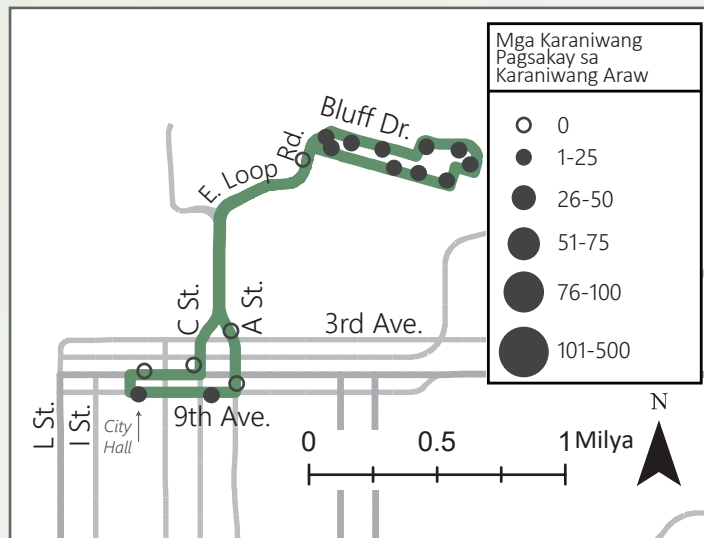 Mga Karaniwang
Pagsakay sa
Karaniwang Araw
0
1-25
26-50
51-75
76-100
101-500
Bluff Dr.
E. Loop Rd.
C St.
A St.
3rd Ave.
9th Ave.
L St.
I St.
City
Hall
0
0.5
1 Milya
N